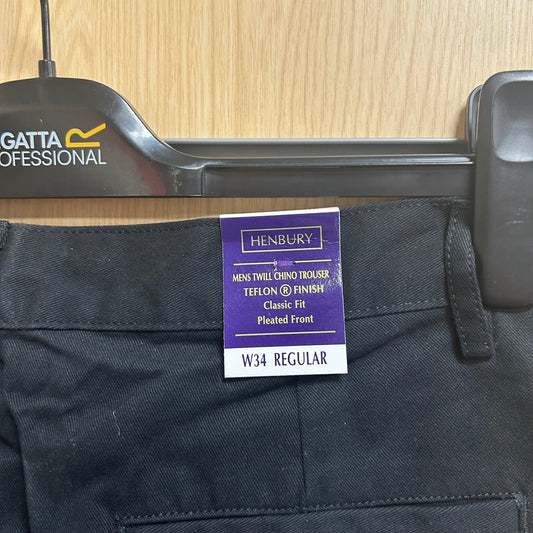 GATTA
OFESSIONAL
HENBURY
MENS TWILL CHINO TROUSER
TEFLON ® FINISH
Classic Fit
Pleated Front
W34 REGULAR